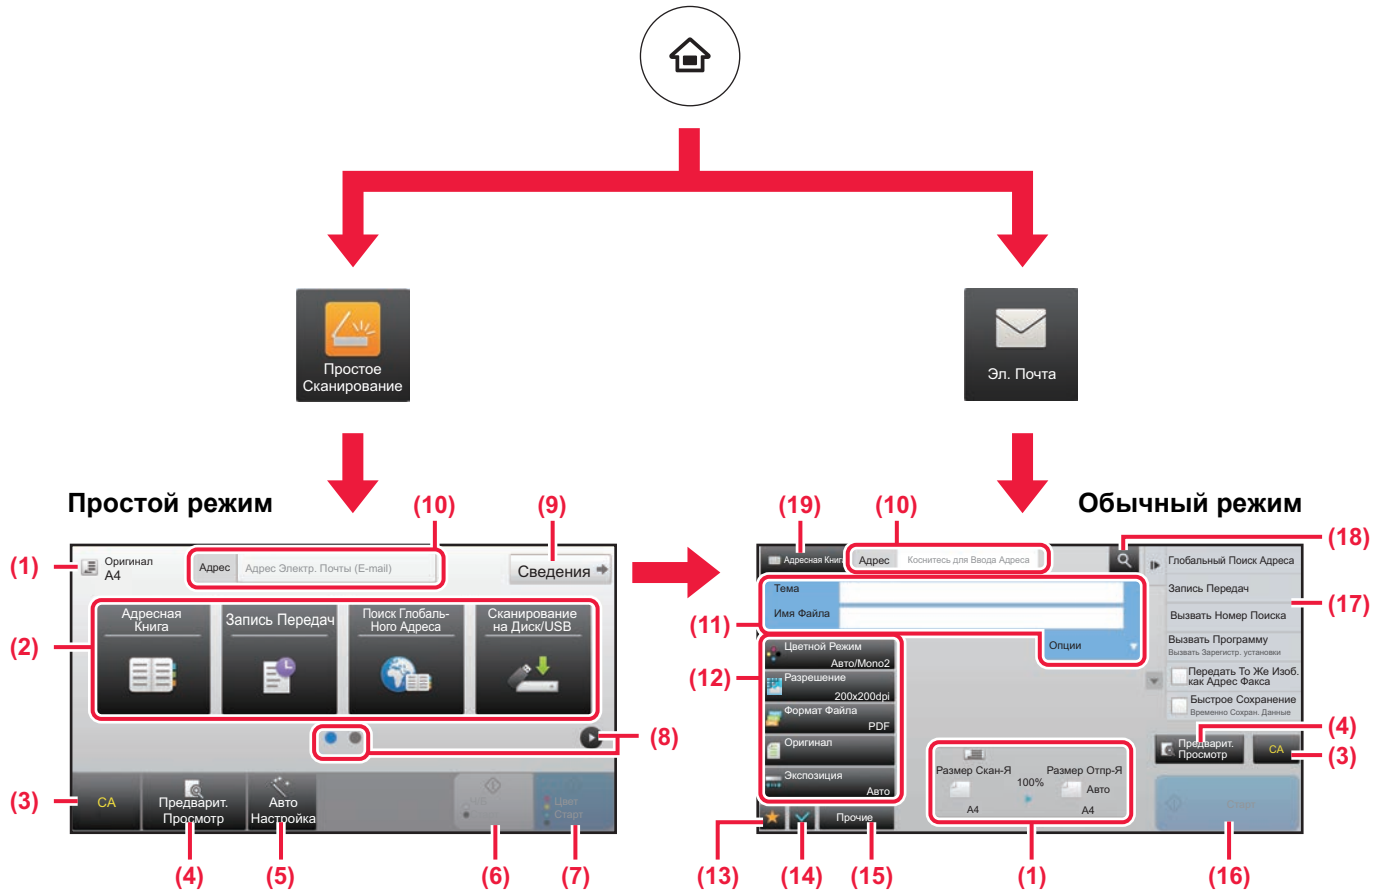 Простое
Сканирование
Эл. Почта
Простой режим
Обычный режим
(10)
(9)
(19)
(10)
(18)
(1)
Оригинал
A4
Адрес
Адрес Электр. Почты (E-mail)
Сведения
(2)
Адресная
Книга
Запись Передач
Поиск Глобаль-
Ного Адреса
Сканирование
на Диск/USB
(8)
(3)
CA
Предварит.
Просмотр
Авто
Настройка
Цвет
Старт
(4)
(5)
(6)
(7)
Адресная Книга
Адрес
Коснитесь для Ввода Адреса
Тема
Имя Файла
Опции
(11)
(12)
Цветной Режим
Авто/Mono2
Разрешение
200x200dpi
Формат Файла
PDF
Оригинал
Экспозиция
Авто
Прочие
Размер Скан-Я
A4
100%
Размер Отпр-Я
Авто
A4
Глобальный Поиск Адреса
Запись Передач
Вызвать Номер Поиска
(17)
Вызвать Программу
Вызвать Зарегистр. установки
Передать То Же Изоб.
как Адрес Факса
Быстрое Сохранение
Временно Сохран. Данные
(4)
Предварит.
Просмотр
CA
(3)
Старт
(13)
(14)
(15)
(1)
(16)